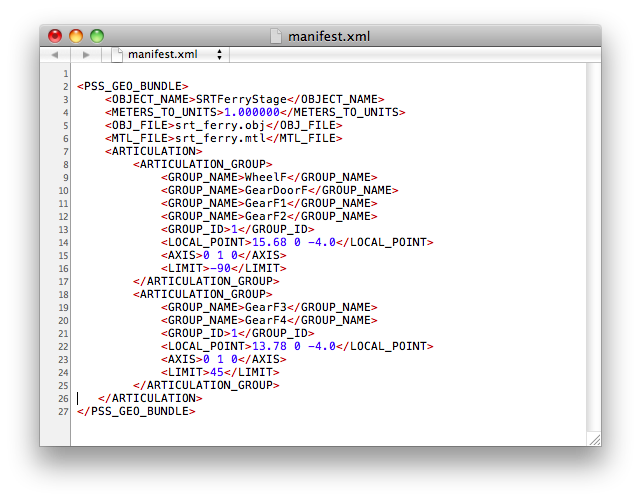 manifest.xml
manifest.xml
1
2 <PSS_GEO_BUNDLE>
3 <OBJECT_NAME>SRTFerryStage</OBJECT_NAME>
4 <METERS_TO_UNITS>1.000000</METERS_TO_UNITS>
5 <OBJ_FILE>srt_ferry.obj</OBJ_FILE>
6 <MTL_FILE>srt_ferry.mtl</MTL_FILE>
7 <ARTICULATION>
8 <ARTICULATION_GROUP>
9 <GROUP_NAME>WheelF</GROUP_NAME>
10 <GROUP_NAME>GearDoorF</GROUP_NAME>
11 <GROUP_NAME>GearF1</GROUP_NAME>
12 <GROUP_NAME>GearF2</GROUP_NAME>
13 <GROUP_ID>1</GROUP_ID>
14 <LOCAL_POINT>15.68 0 -4.0</LOCAL_POINT>
15 <AXIS>0 1 0</AXIS>
16 <LIMIT>-90</LIMIT>
17 </ARTICULATION_GROUP>
18 <ARTICULATION_GROUP>
19 <GROUP_NAME>GearF3</GROUP_NAME>
20 <GROUP_NAME>GearF4</GROUP_NAME>
21 <GROUP_ID>1</GROUP_ID>
22 <LOCAL_POINT>13.78 0 -4.0</LOCAL_POINT>
23 <AXIS>0 1 0</AXIS>
24 <LIMIT>45</LIMIT>
25 </ARTICULATION_GROUP>
26 </ARTICULATION>
27 </PSS_GEO_BUNDLE>